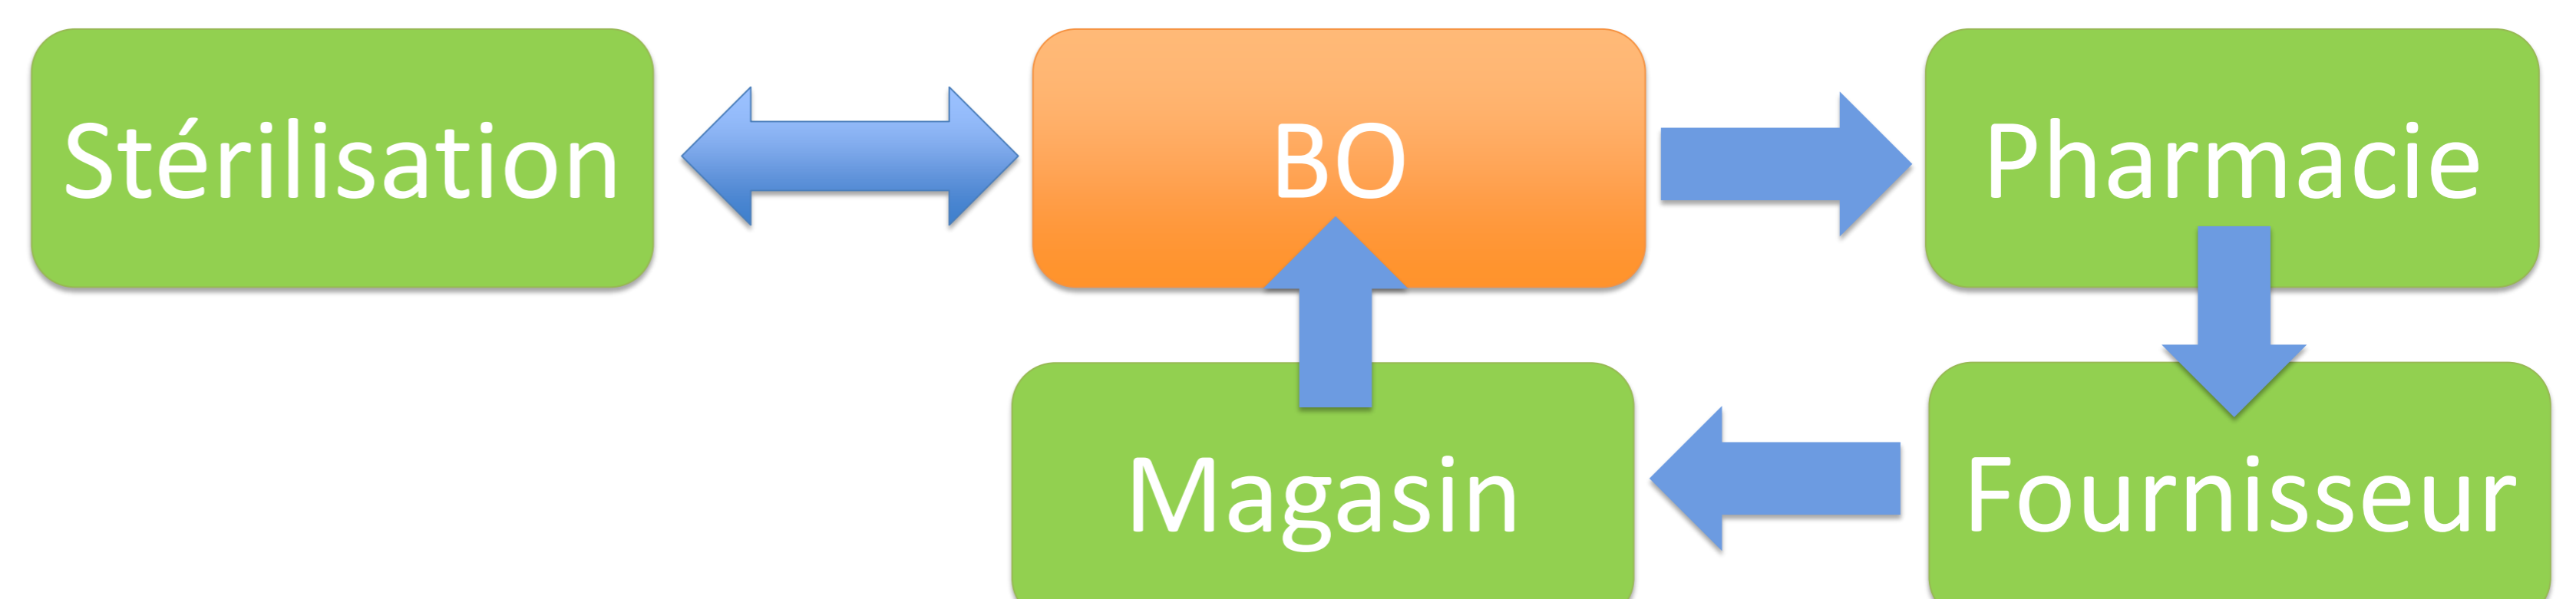 Stérilisation
BO
Pharmacie
Magasin
Fournisseur